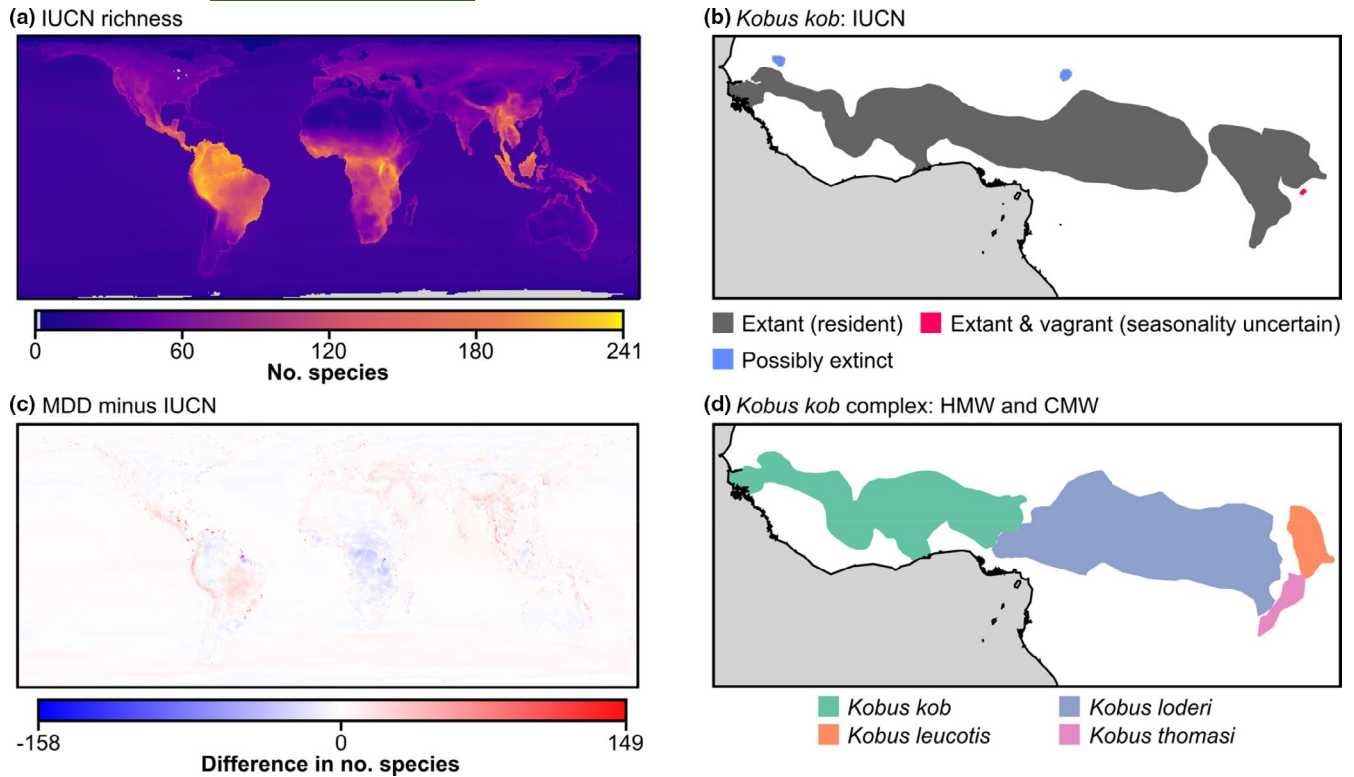 (a) IUCN richness
0 60 120 180 241
No. species
(b) Kobus kob: IUCN
Extant (resident) Extant & vagrant (seasonality uncertain)
Possibly extinct
(c) MDD minus IUCN
-158 0 149
Difference in no. species
(d) Kobus kob complex: HMW and CMW
Kobus kob Kobus loderi
Kobus leucotis Kobus thomasi